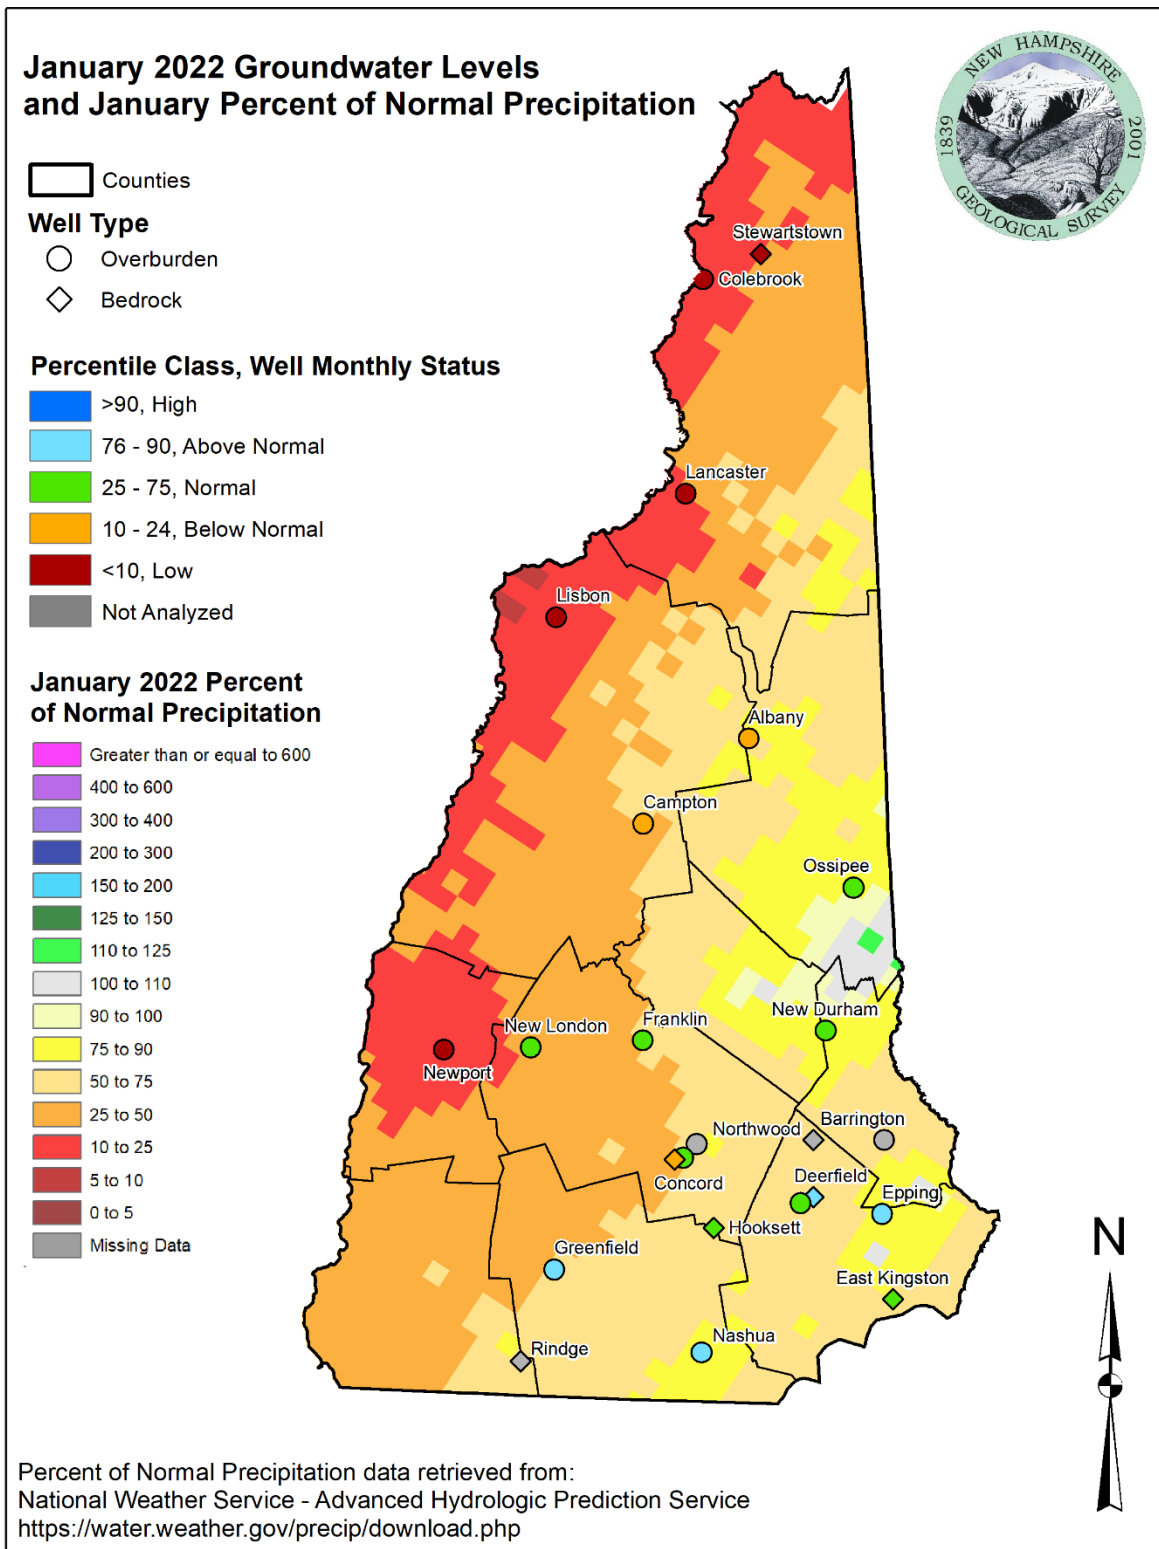 January 2022 Groundwater Levels
and January Percent of Normal Precipitation
NEW HAMPSHIRE
1839
2001
GEOLOGICAL SURVEY
Counties
Well Type
Overburden
Bedrock
Percentile Class, Well Monthly Status
>90, High
76 - 90, Above Normal
25 - 75, Normal
10 - 24, Below Normal
<10, Low
Not Analyzed
January 2022 Percent
of Normal Precipitation
Greater than or equal to 600
400 to 600
300 to 400
200 to 300
150 to 200
125 to 150
110 to 125
100 to 110
90 to 100
75 to 90
50 to 75
25 to 50
10 to 25
5 to 10
0 to 5
Missing Data
Stewartstown
Colebrook
Lancaster
Lisbon
Albany
Campton
Ossipee
New Durham
Franklin
New London
Newport
Barrington
Northwood
Concord
Deerfield
Epping
Hooksett
Greenfield
East Kingston
Nashua
Rindge
N
Percent of Normal Precipitation data retrieved from:
National Weather Service - Advanced Hydrologic Prediction Service
https://water.weather.gov/precip/download.php